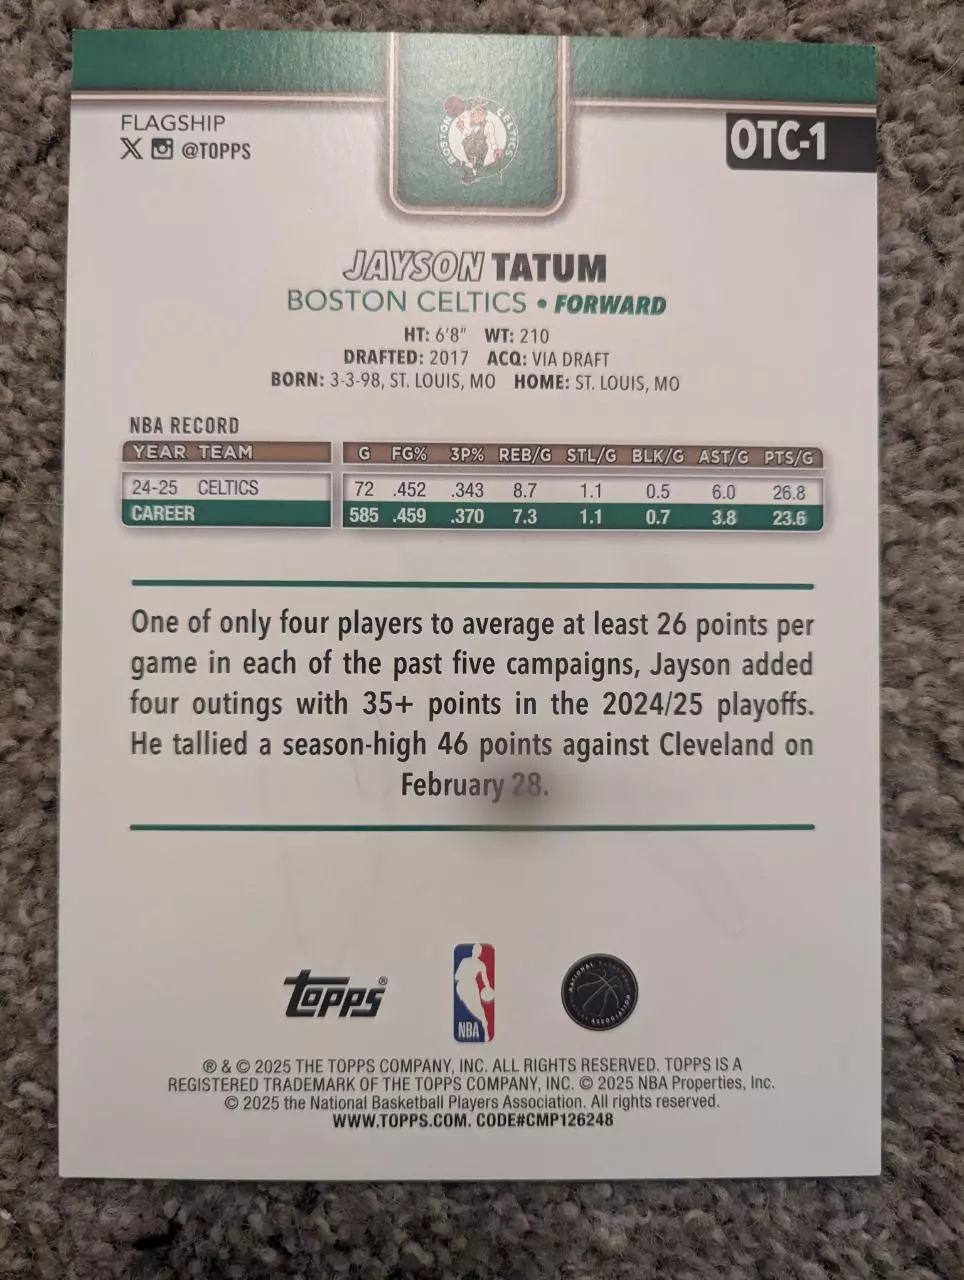 FLAGSHIP
X @TOPPS
OTC-1
BOSTON CELTICS
JAYSON TATUM
BOSTON CELTICS • FORWARD
HT: 6'8" WT: 210
DRAFTED: 2017 ACQ: VIA DRAFT
BORN: 3-3-98, ST. LOUIS, MO HOME: ST. LOUIS, MO
NBA RECORD
YEAR TEAM G FG% 3P% REB/G STL/G BLK/G AST/G PTS/G
24-25 CELTICS 72 .452 .343 8.7 1.1 0.5 6.0 26.8
CAREER 585 .459 .370 7.3 1.1 0.7 3.8 23.6
One of only four players to average at least 26 points per
game in each of the past five campaigns, Jayson added
four outings with 35+ points in the 2024/25 playoffs.
He tallied a season-high 46 points against Cleveland on
February 28.
Topps®
NBA
NATIONAL BASKETBALL PLAYERS ASSOCIATION
® & © 2025 THE TOPPS COMPANY, INC. ALL RIGHTS RESERVED. TOPPS IS A
REGISTERED TRADEMARK OF THE TOPPS COMPANY, INC. © 2025 NBA Properties, Inc.
© 2025 the National Basketball Players Association. All rights reserved.
WWW.TOPPS.COM. CODE#CMP126248